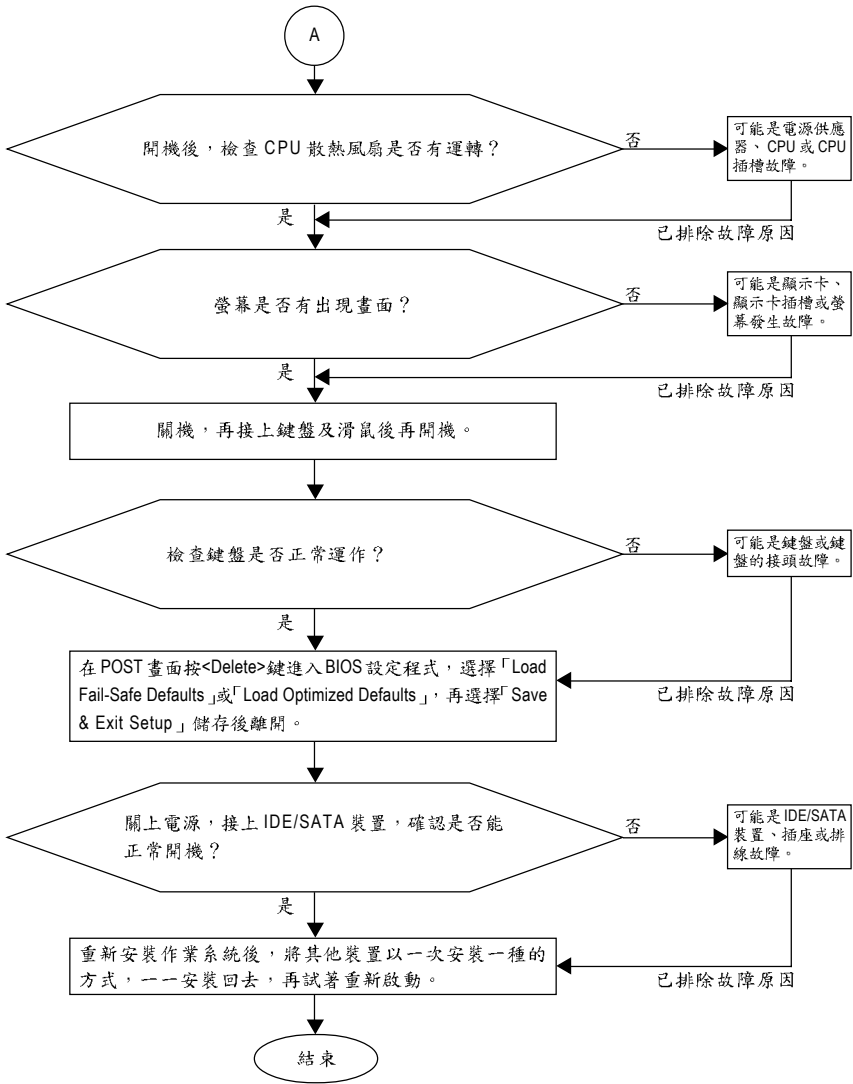 A
開機後，檢查 CPU 散熱風扇是否有運轉？
否
可能是電源供應
器、CPU 或 CPU
插槽故障。
是
已排除故障原因
螢幕是否有出現畫面？
否
可能是顯示卡、
顯示卡插槽或螢
幕發生故障。
是
已排除故障原因
關機，再接上鍵盤及滑鼠後再開機。
檢查鍵盤是否正常運作？
否
可能是鍵盤或鍵
盤的接頭故障。
是
在 POST 畫面按<Delete>鍵進入 BIOS 設定程式，選擇「Load
Fail-Safe Defaults」或「Load Optimized Defaults」，再選擇「Save
& Exit Setup」儲存後離開。
已排除故障原因
關上電源，接上 IDE/SATA 裝置，確認是否能
正常開機？
否
可能是 IDE/SATA
裝置、插座或排
線故障。
是
重新安裝作業系統後，將其他裝置以一次安裝一種的
方式，一一安裝回去，再試著重新啟動。
已排除故障原因
結束